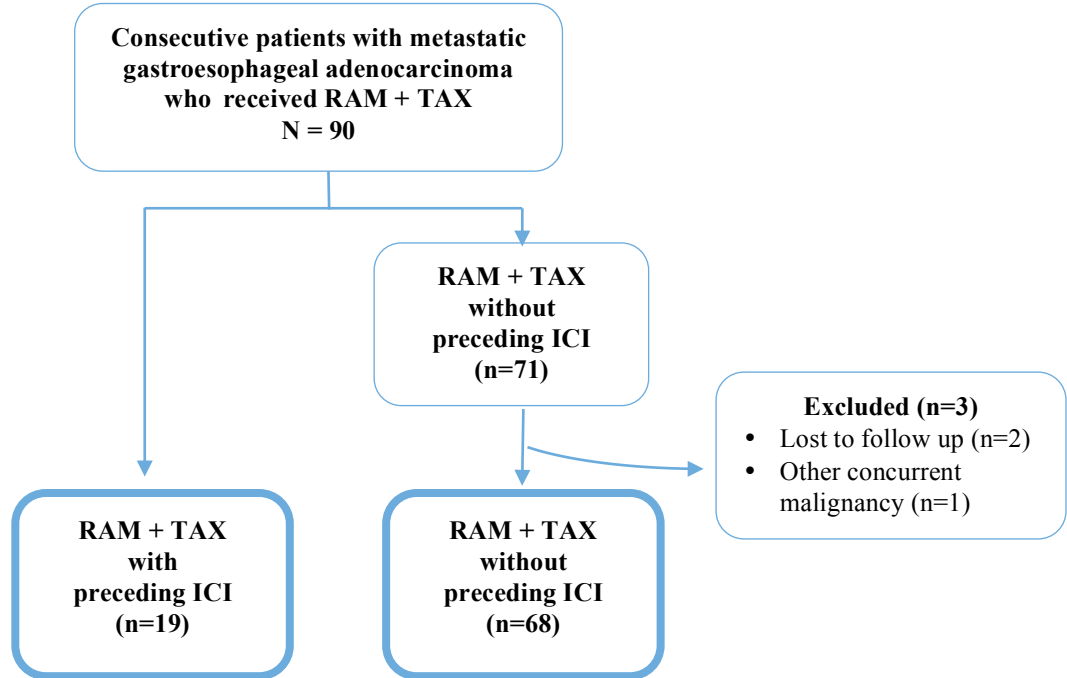 Consecutive patients with metastatic
gastroesophageal adenocarcinoma
who received RAM + TAX
N = 90
RAM + TAX
without
preceding ICI
(n=71)
Excluded (n=3)
• Lost to follow up (n=2)
• Other concurrent
malignancy (n=1)
RAM + TAX
with
preceding ICI
(n=19)
RAM + TAX
without
preceding ICI
(n=68)